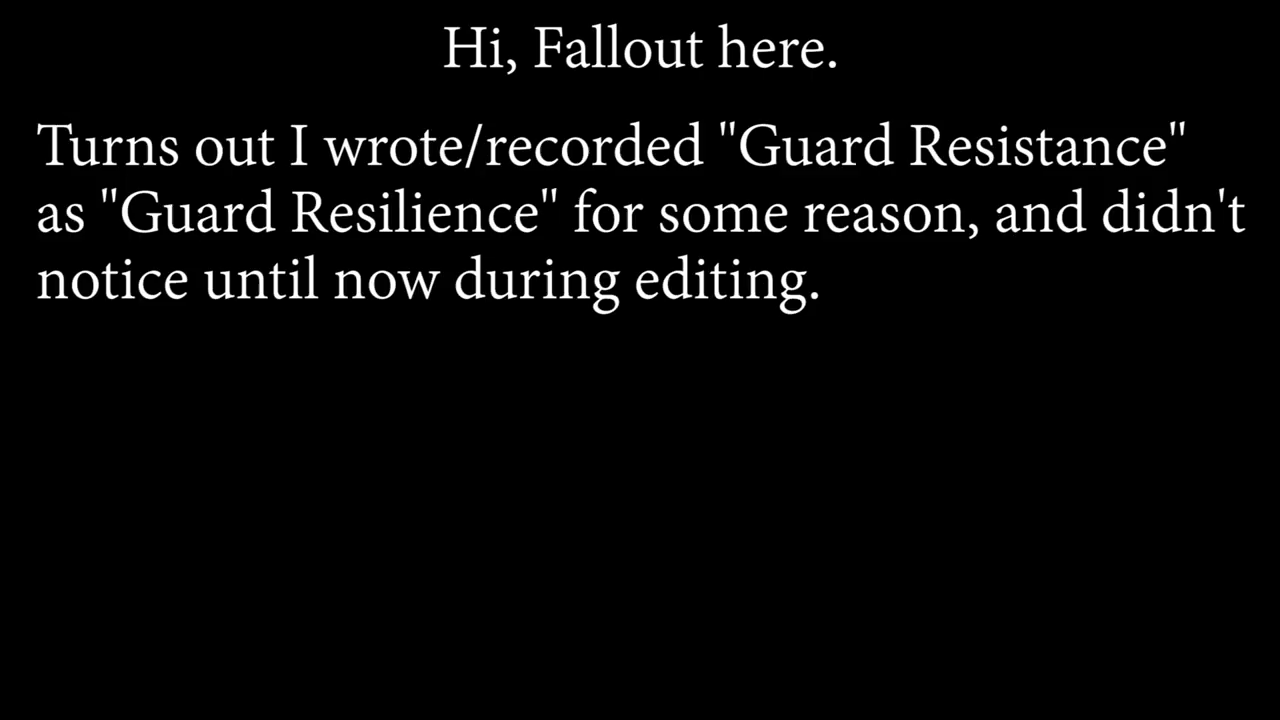 Hi, Fallout here.
Turns out I wrote/recorded "Guard Resistance"
as "Guard Resilience" for some reason, and didn't
notice until now during editing.